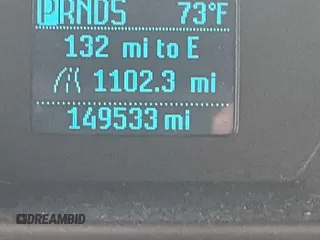 PRNDS 73°F
132 mi to E
1102.3 mi
149533 mi
DREAMBID